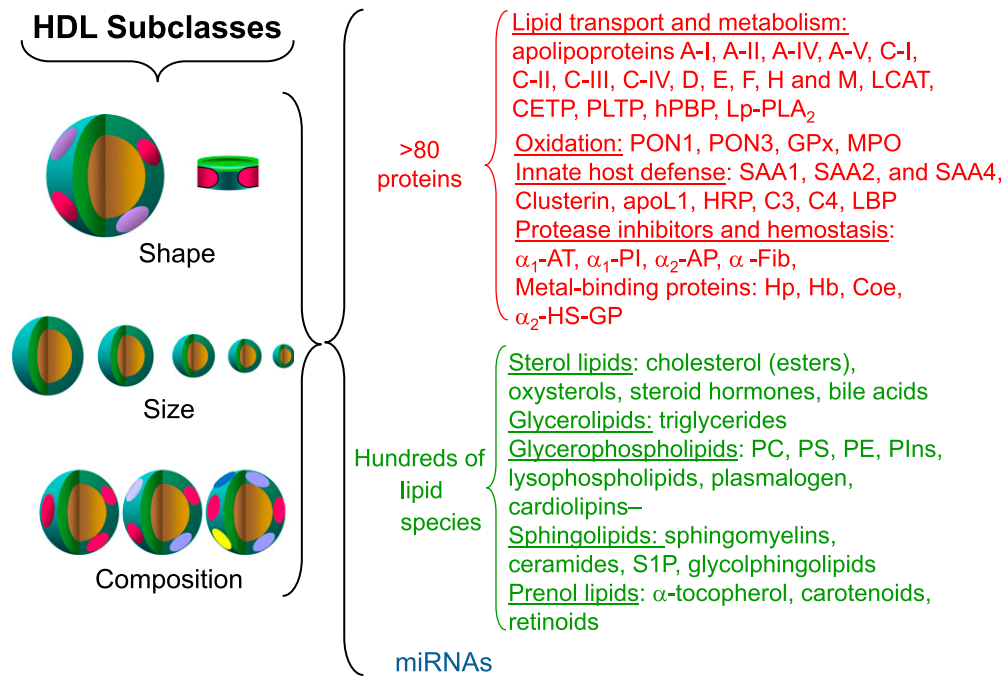 HDL Subclasses
Shape
Size
Composition
>80
proteins
Lipid transport and metabolism:
apolipoproteins A-I, A-II, A-IV, A-V, C-I,
C-II, C-III, C-IV, D, E, F, H and M, LCAT,
CETP, PLTP, hPBP, Lp-PLA₂
Oxidation: PON1, PON3, GPx, MPO
Innate host defense: SAA1, SAA2, and SAA4,
Clusterin, apoL1, HRP, C3, C4, LBP
Protease inhibitors and hemostasis:
α₁-AT, α₁-PI, α₂-AP, α -Fib,
Metal-binding proteins: Hp, Hb, Coe,
α₂-HS-GP
Hundreds of
lipid
species
Sterol lipids: cholesterol (esters),
oxysterols, steroid hormones, bile acids
Glycerolipids: triglycerides
Glycerophospholipids: PC, PS, PE, PIns,
lysophospholipids, plasmalogen,
cardiolipins–
Sphingolipids: sphingomyelins,
ceramides, S1P, glycolphingolipids
Prenol lipids: α-tocopherol, carotenoids,
retinoids
miRNAs